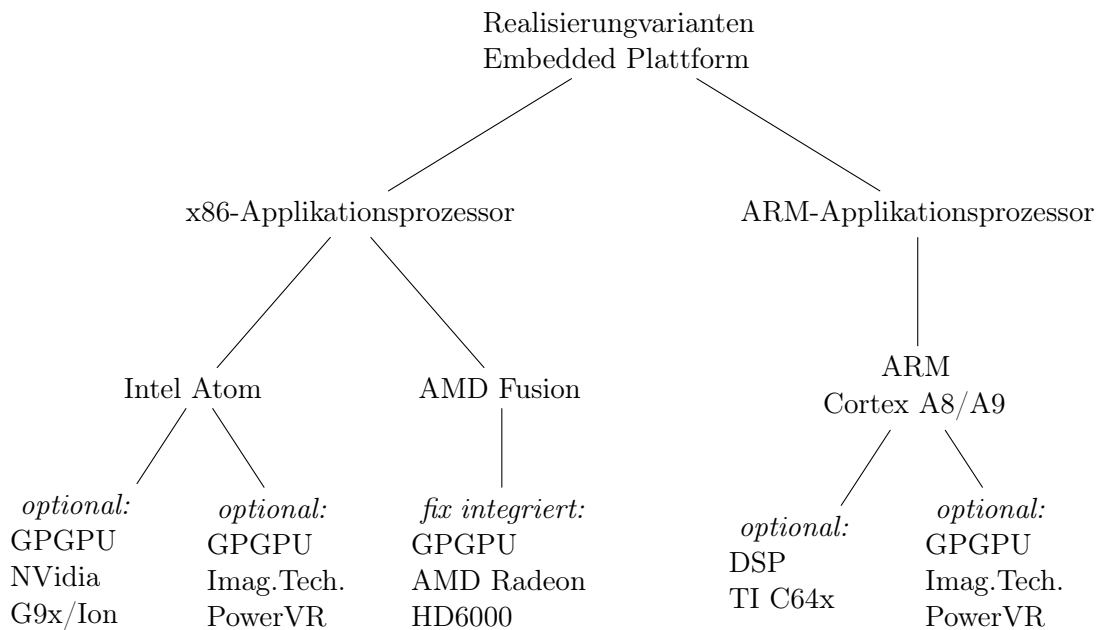 Realisierungvarianten
Embedded Plattform
x86-Applikationsprozessor
ARM-Applikationsprozessor
Intel Atom
AMD Fusion
ARM
Cortex A8/A9
optional:
GPGPU
NVidia
G9x/Ion
optional:
GPGPU
Imag.Tech.
PowerVR
fix integriert:
GPGPU
AMD Radeon
HD6000
optional:
DSP
TI C64x
optional:
GPGPU
Imag.Tech.
PowerVR